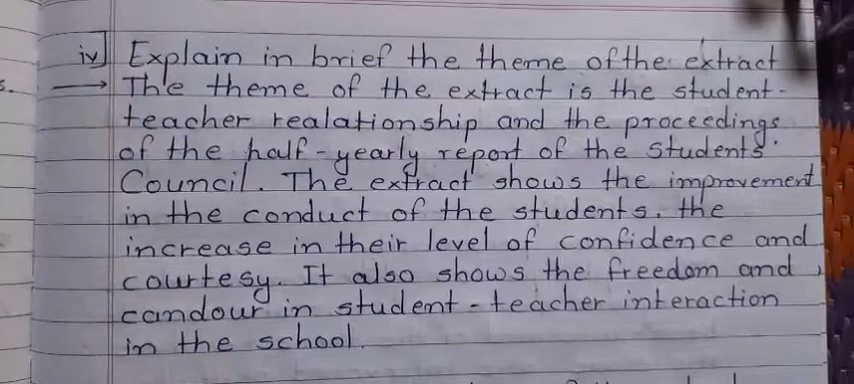 iv] Explain in brief the theme of the extract
→ The theme of the extract is the student-
teacher realationship and the proceedings
of the half-yearly report of the students'
Council. The extract shows the improvement
in the conduct of the students. the
increase in their level of confidence and
courtesy. It also shows the freedom and
candour in student-teacher interaction
in the school.